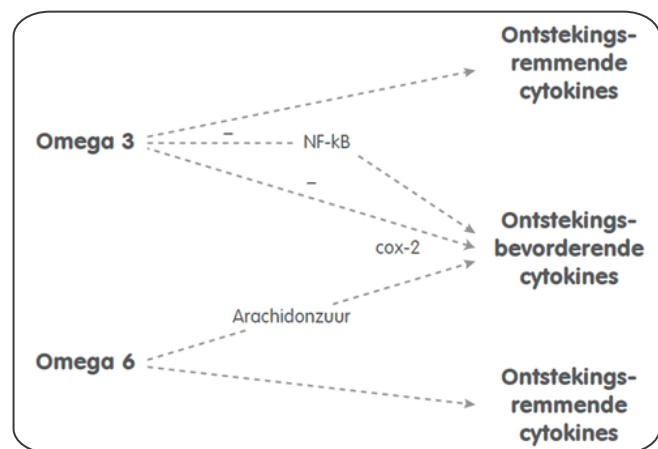 Ontstekings-
remmende
cytokines
–
Omega 3
NF-kB
–
Ontstekings-
bevorderende
cytokines
cox-2
Arachidonzuur
Omega 6
Ontstekings-
remmende
cytokines